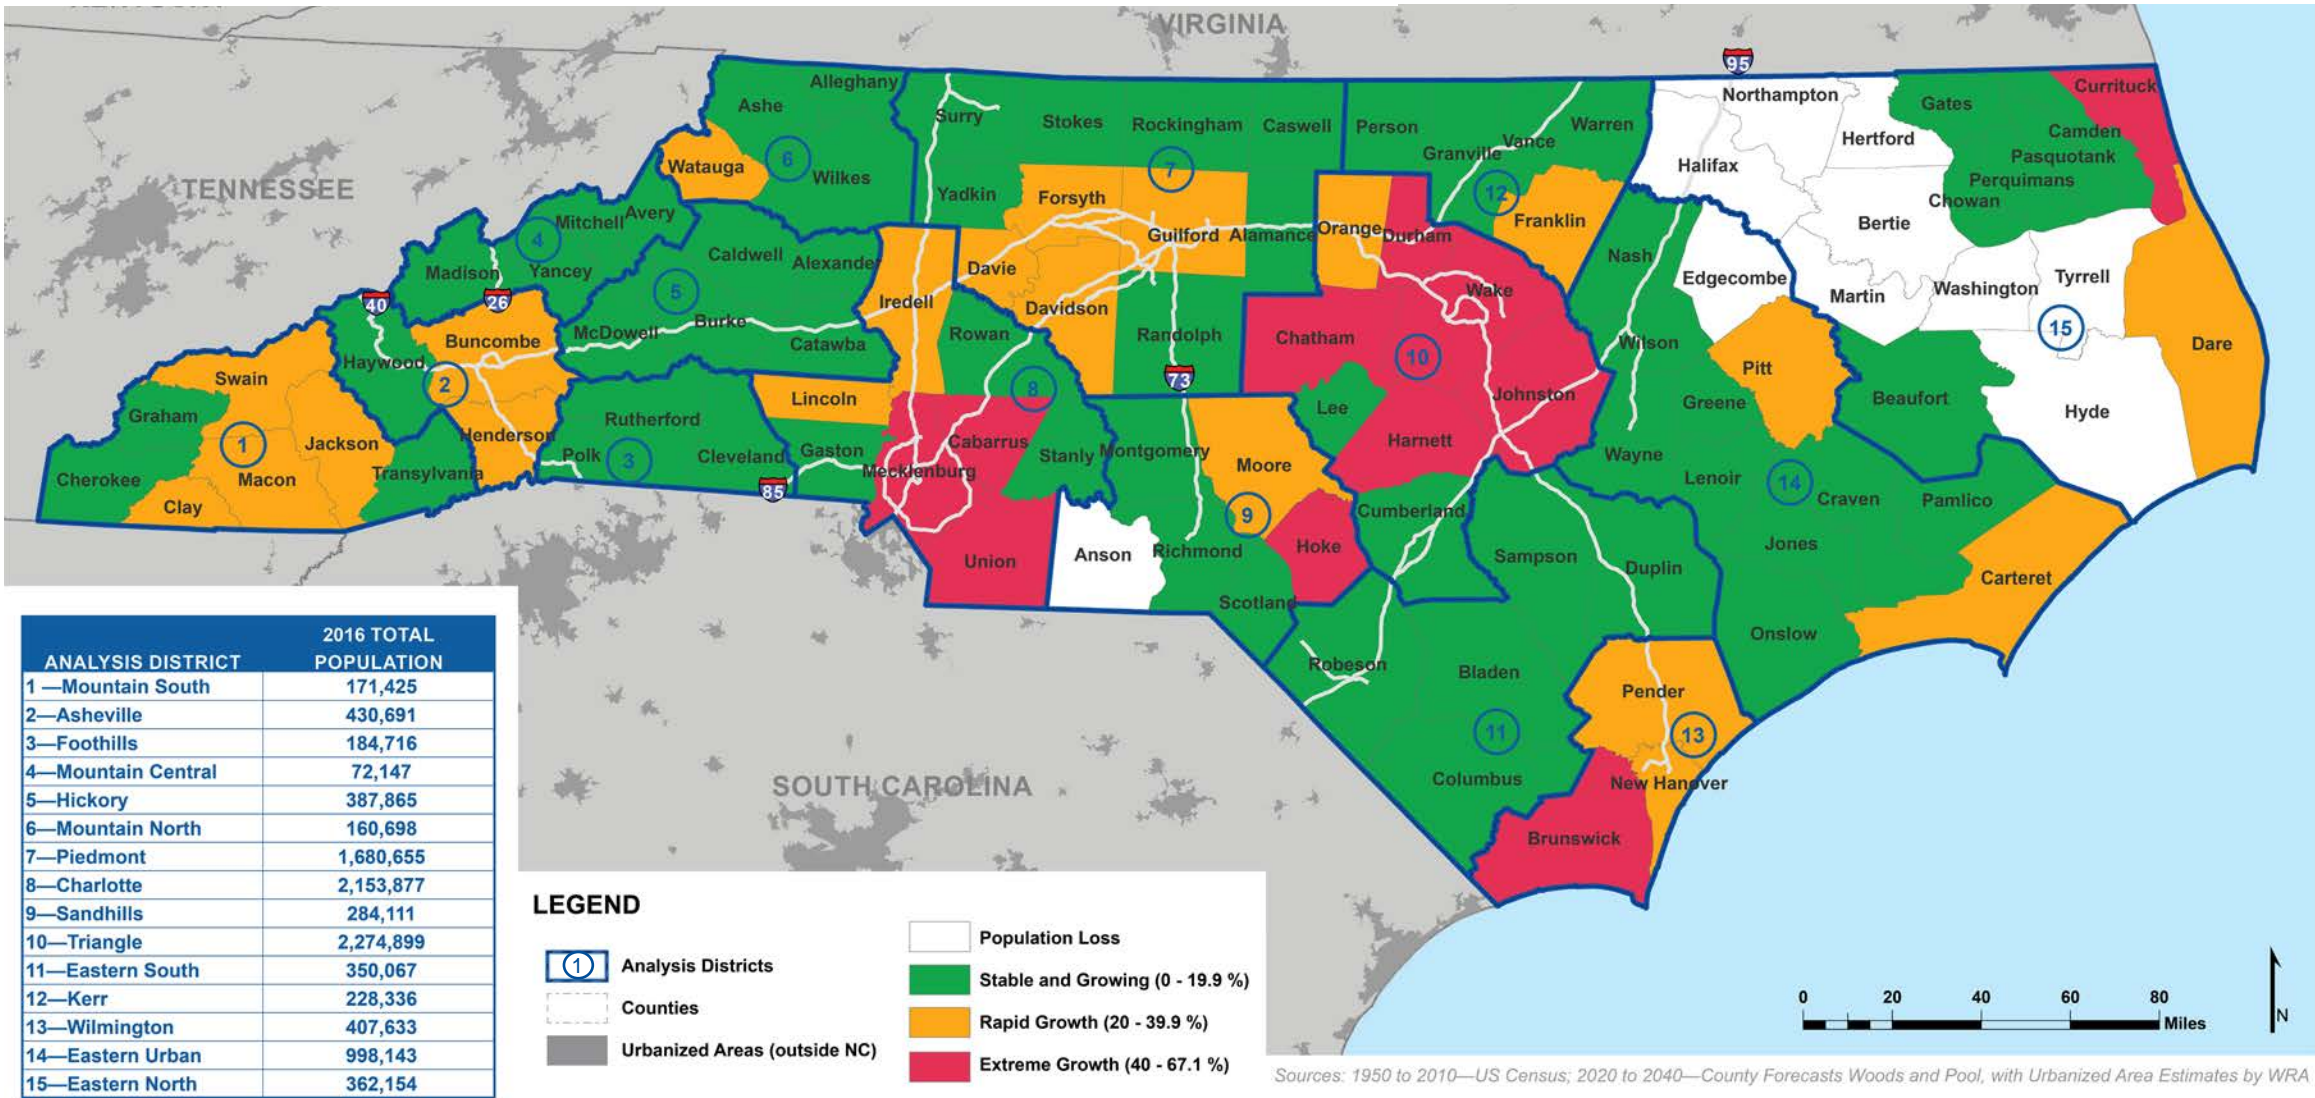 VIRGINIA
95
Alleghany
Ashe
Currituck
Northampton
Gates
Surry
Stokes
Rockingham
Caswell
Person
Warren
Camden
Hertford
Vance
Granville
Pasquotank
Watauga
6
Wilkes
7
Halifax
Perquimans
TENNESSEE
Yadkin
Forsyth
12
Chowan
Mitchell
Avery
Franklin
Bertie
4
Guilford
Alamance
Orange
Durham
Madison
Yancey
Caldwell
Alexander
Davie
Nash
Edgecombe
Tyrrell
5
40
26
Iredell
Davidson
Wake
Martin
Washington
McDowell
Burke
Rowan
Randolph
Chatham
15
Buncombe
Catawba
10
Wilson
Dare
Haywood
Swain
2
73
Pitt
8
Johnston
Lincoln
Lee
Greene
Beaufort
Hyde
Graham
Rutherford
1
Jackson
Henderson
Cabarrus
Harnett
Polk
3
Cleveland
Gaston
Stanly
Montgomery
Moore
Wayne
Cherokee
Macon
Transylvania
Mecklenburg
Lenoir
14
Craven
Pamlico
85
Clay
9
Cumberland
Union
Anson
Richmond
Hoke
Sampson
Jones
Duplin
Carteret
Scotland
Onslow
Robeson
Bladen
Pender
11
13
Columbus
New Hanover
SOUTH CAROLINA
Brunswick
ANALYSIS DISTRICT 2016 TOTAL POPULATION
1 —Mountain South 171,425
2—Asheville 430,691
3—Foothills 184,716
4—Mountain Central 72,147
5—Hickory 387,865
6—Mountain North 160,698
7—Piedmont 1,680,655
8—Charlotte 2,153,877
9—Sandhills 284,111
10—Triangle 2,274,899
11—Eastern South 350,067
12—Kerr 228,336
13—Wilmington 407,633
14—Eastern Urban 998,143
15—Eastern North 362,154
LEGEND
1 Analysis Districts
Counties
Urbanized Areas (outside NC)
Population Loss
Stable and Growing (0 - 19.9 %)
Rapid Growth (20 - 39.9 %)
Extreme Growth (40 - 67.1 %)
0 20 40 60 80
Miles
N
Sources: 1950 to 2010—US Census; 2020 to 2040—County Forecasts Woods and Pool, with Urbanized Area Estimates by WRA